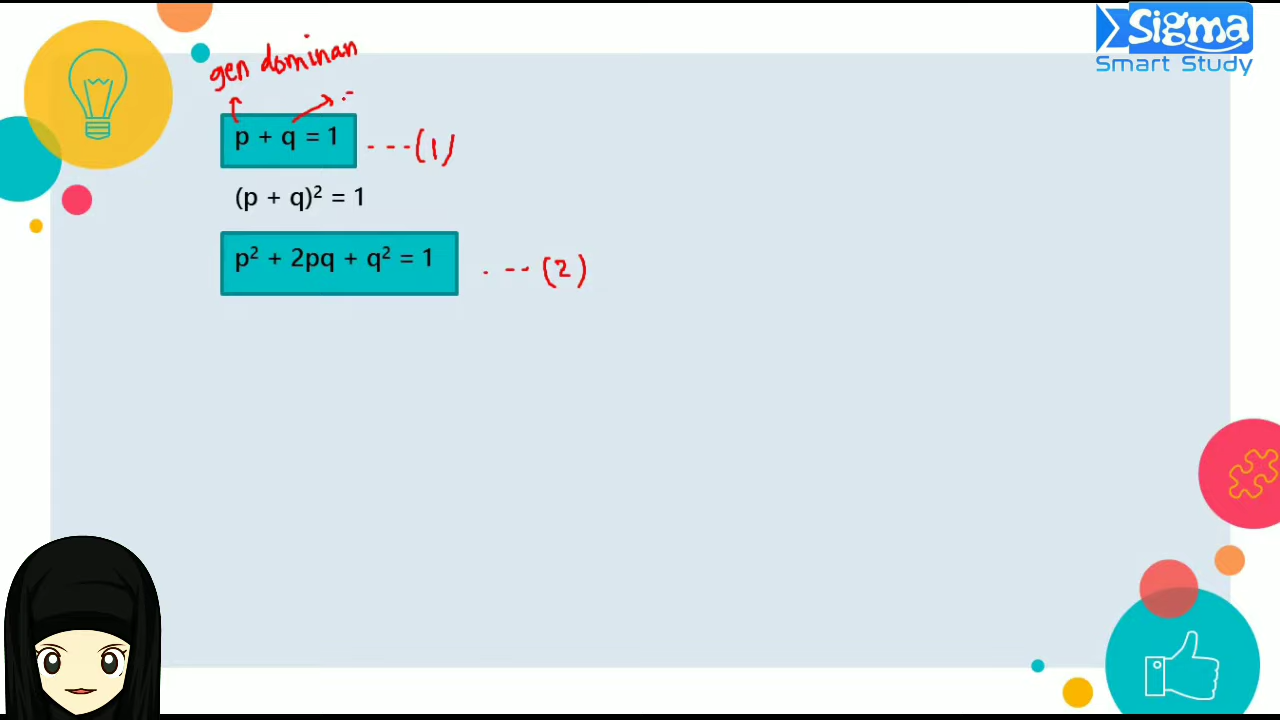 Sigma
Smart Study
gen dominan
p + q = 1 ---(1)
(p + q)² = 1
p² + 2pq + q² = 1 ---(2)